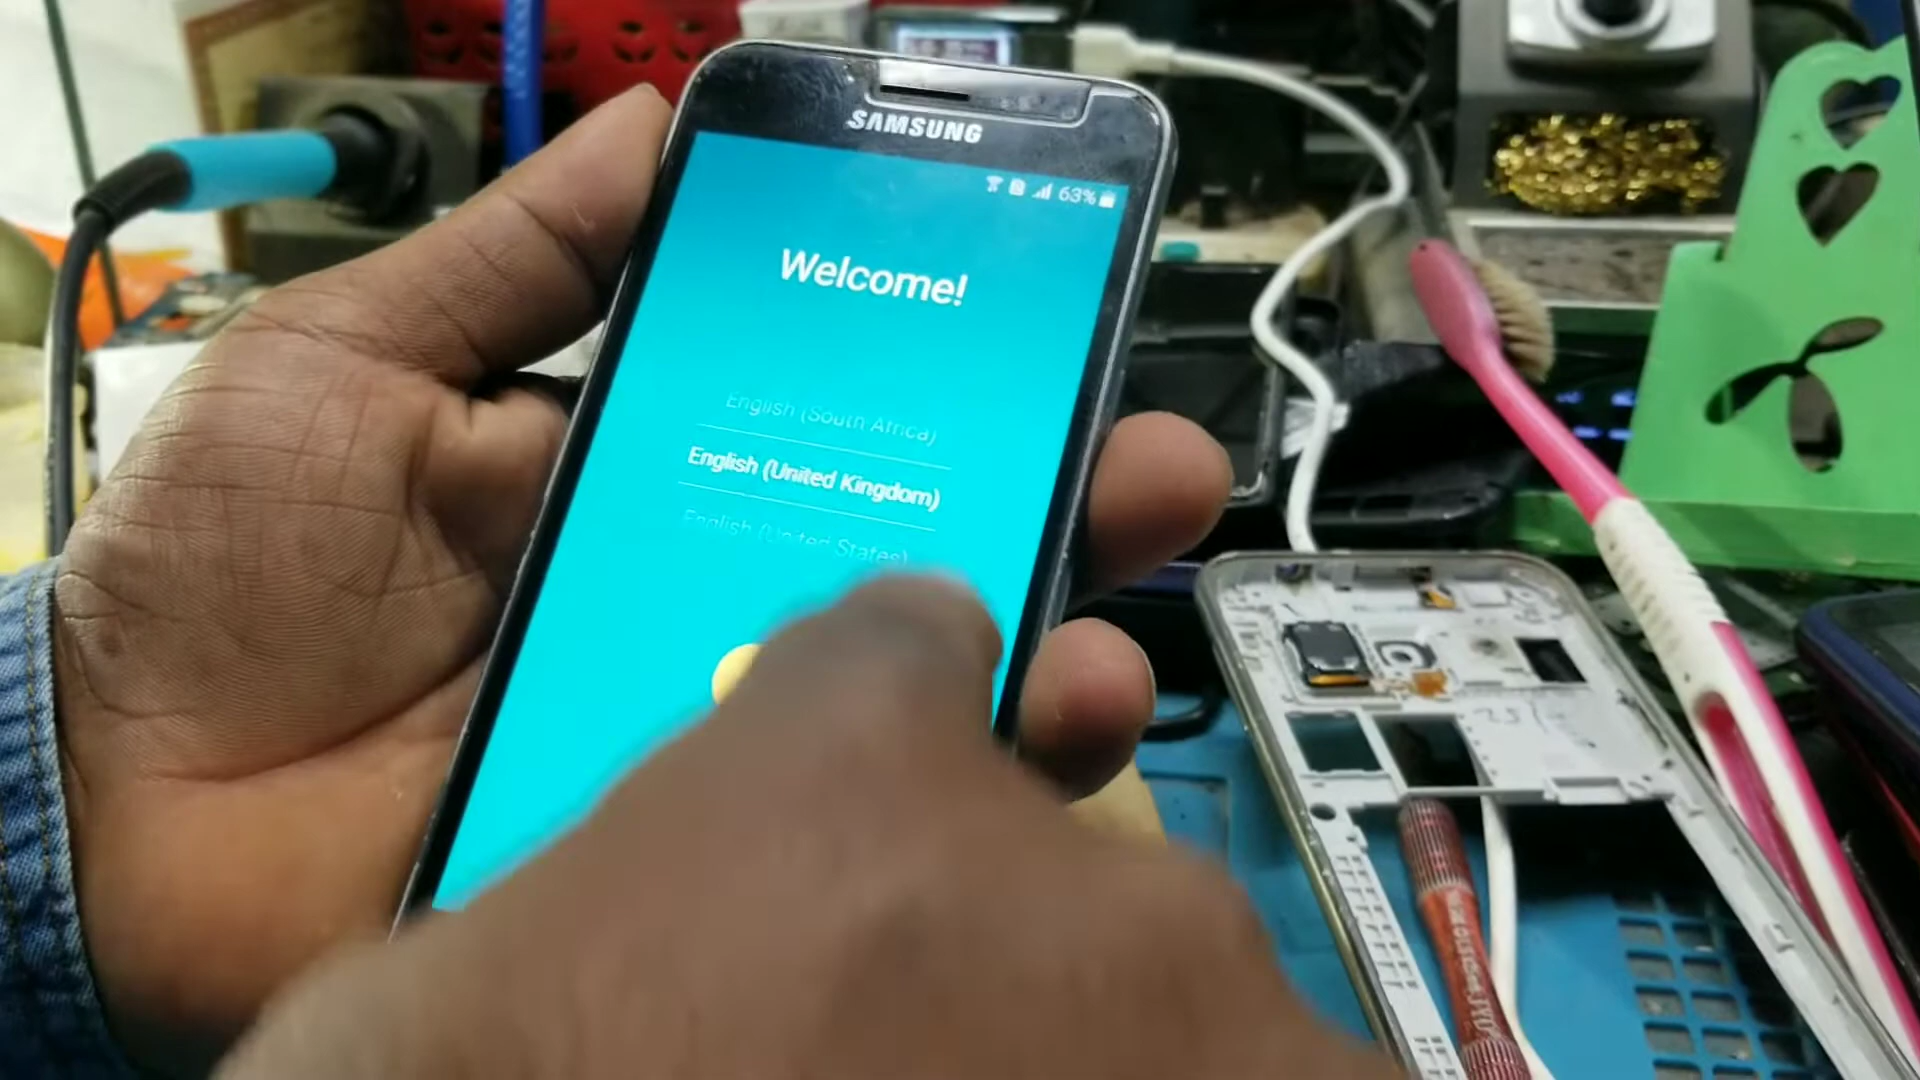 SAMSUNG
63%
Welcome!
English (South Africa)
English (United Kingdom)
English (United States)